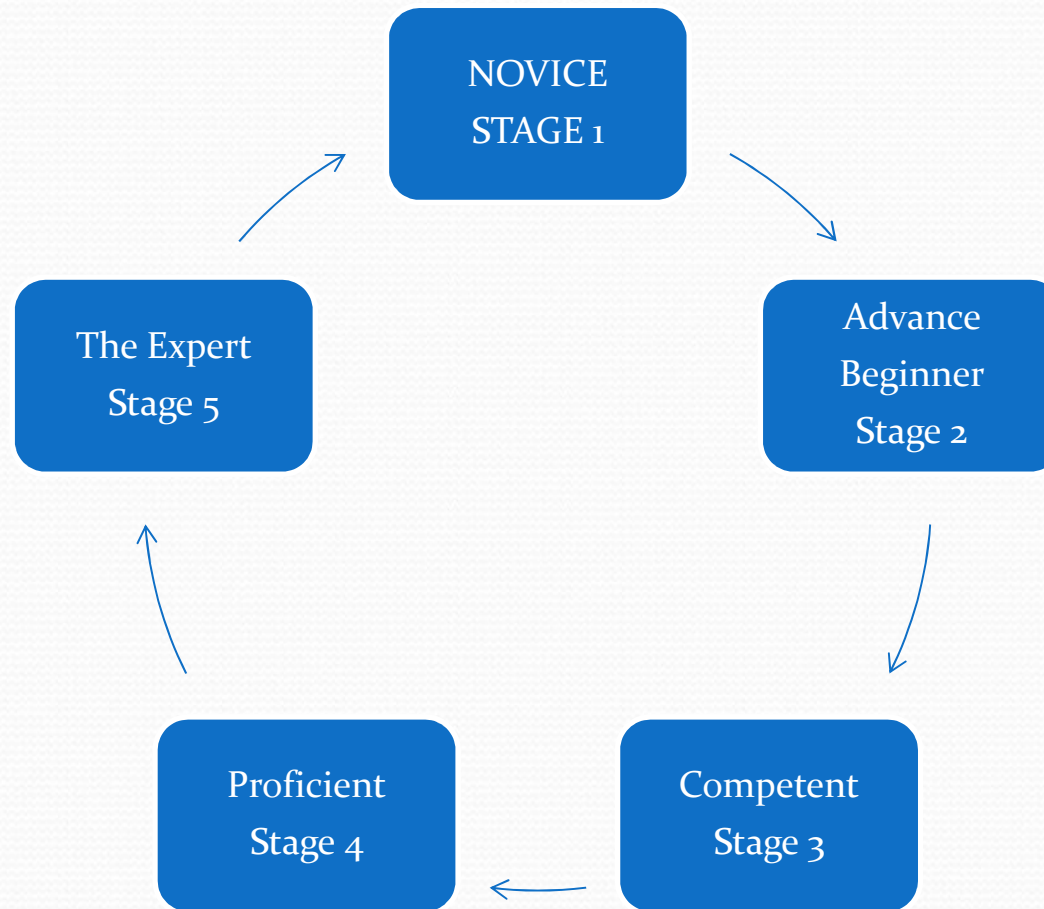 NOVICE
STAGE 1
Advance
Beginner
Stage 2
Competent
Stage 3
Proficient
Stage 4
The Expert
Stage 5